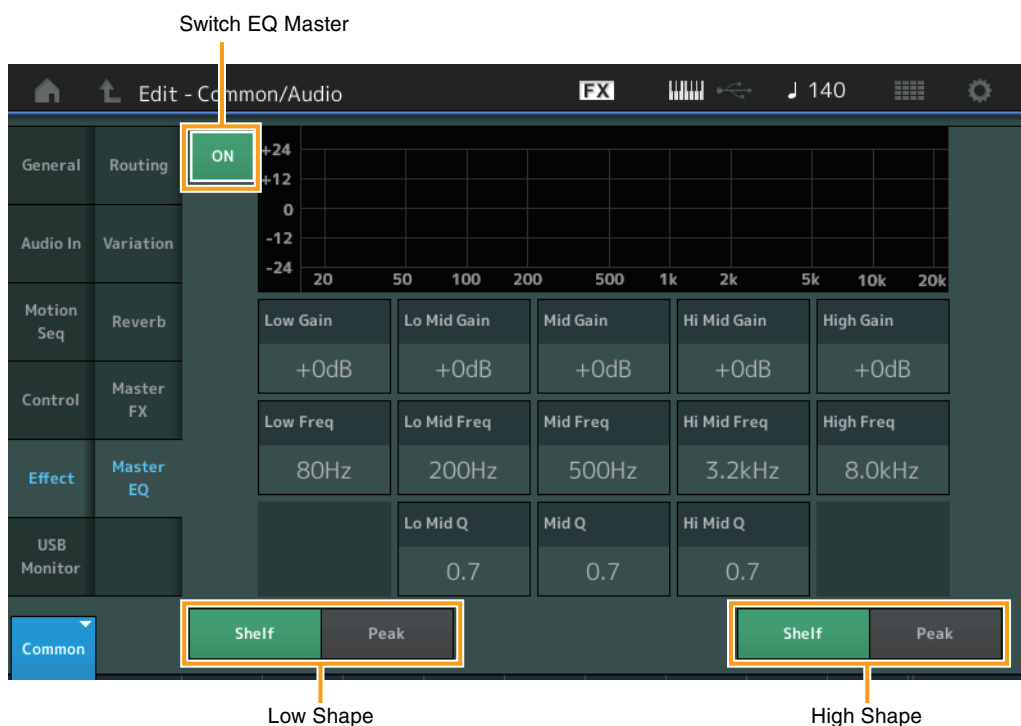 Switch EQ Master
Edit - Common/Audio
FX
140
General
Routing
ON
+24
+12
0
-12
-24
20 50 100 200 500 1k 2k 5k 10k 20k
Audio In
Variation
Motion
Seq
Reverb
Control
Master
FX
Effect
Master
EQ
USB
Monitor
Common
Low Gain
+0dB
Lo Mid Gain
+0dB
Mid Gain
+0dB
Hi Mid Gain
+0dB
High Gain
+0dB
Low Freq
80Hz
Lo Mid Freq
200Hz
Mid Freq
500Hz
Hi Mid Freq
3.2kHz
High Freq
8.0kHz
Lo Mid Q
0.7
Mid Q
0.7
Hi Mid Q
0.7
Shelf
Peak
Shelf
Peak
Low Shape
High Shape